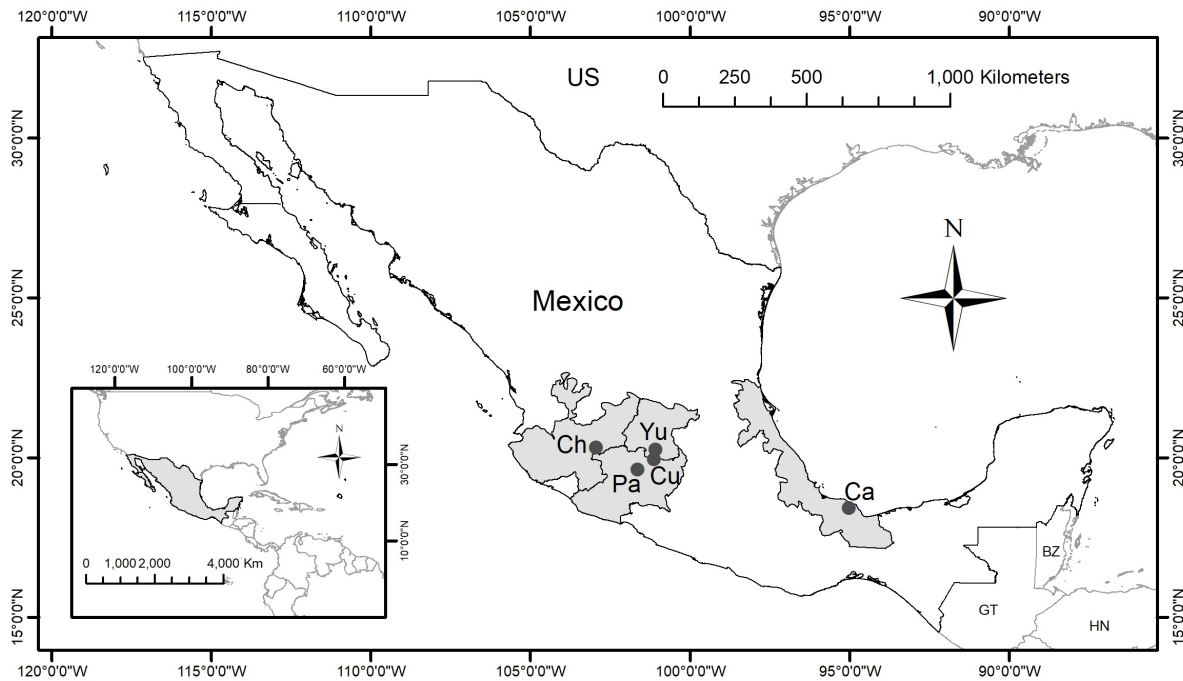 120°0'0"W 115°0'0"W 110°0'0"W 105°0'0"W 100°0'0"W 95°0'0"W 90°0'0"W
US
0 250 500 1,000 Kilometers
30°0'0"N
30°0'0"N
N
25°0'0"N
Mexico
25°0'0"N
120°0'0"W 100°0'0"W 80°0'0"W 60°0'0"W
N
30°0'0"N
10°0'0"N
0 1,000 2,000 4,000 Km
20°0'0"N
Ch
Yu
Pa
Cu
Ca
20°0'0"N
BZ
GT
HN
15°0'0"N
15°0'0"N
120°0'0"W 115°0'0"W 110°0'0"W 105°0'0"W 100°0'0"W 95°0'0"W 90°0'0"W